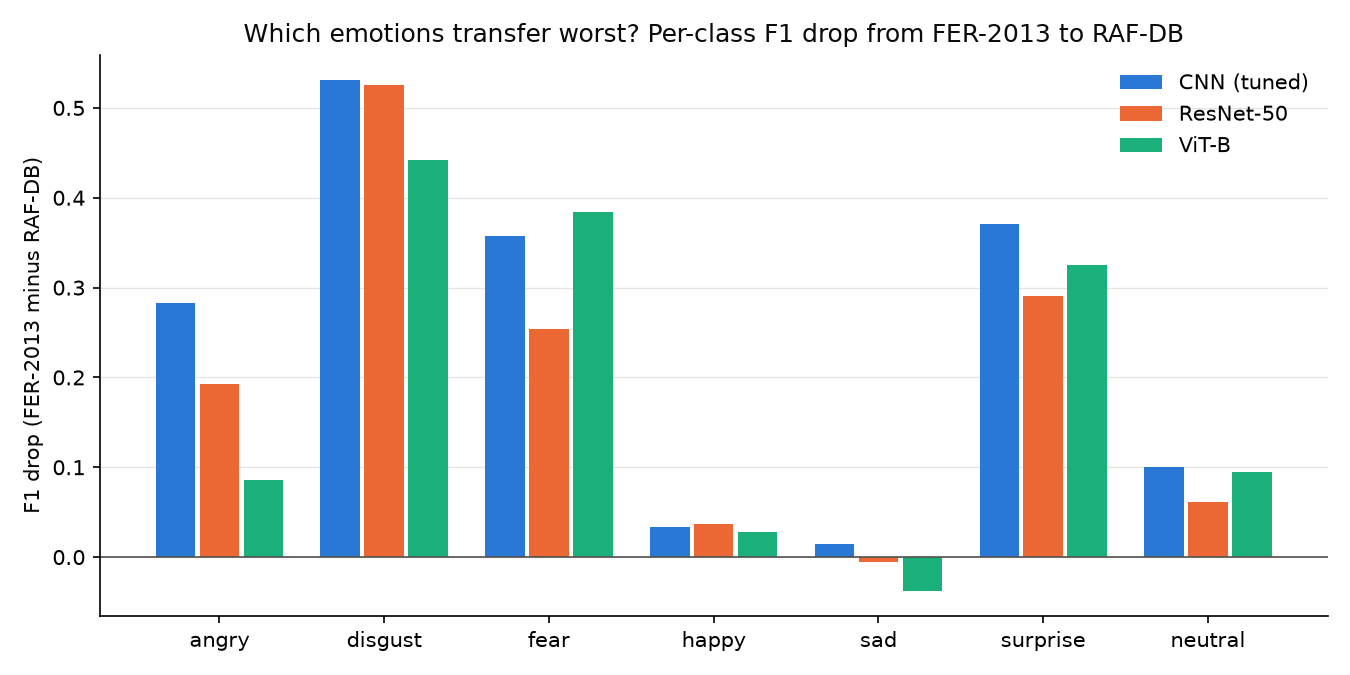 Which emotions transfer worst? Per-class F1 drop from FER-2013 to RAF-DB
CNN (tuned)
ResNet-50
ViT-B
F1 drop (FER-2013 minus RAF-DB)
0.5
0.4
0.3
0.2
0.1
0.0
angry disgust fear happy sad surprise neutral